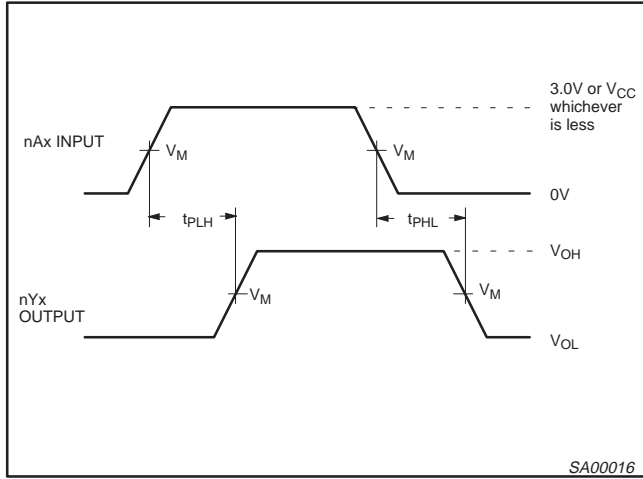 3.0V or VCC
whichever
is less
nAx INPUT
VM
VM
0V
tPLH
tPHL
VOH
nYx
OUTPUT
VM
VM
VOL
SA00016